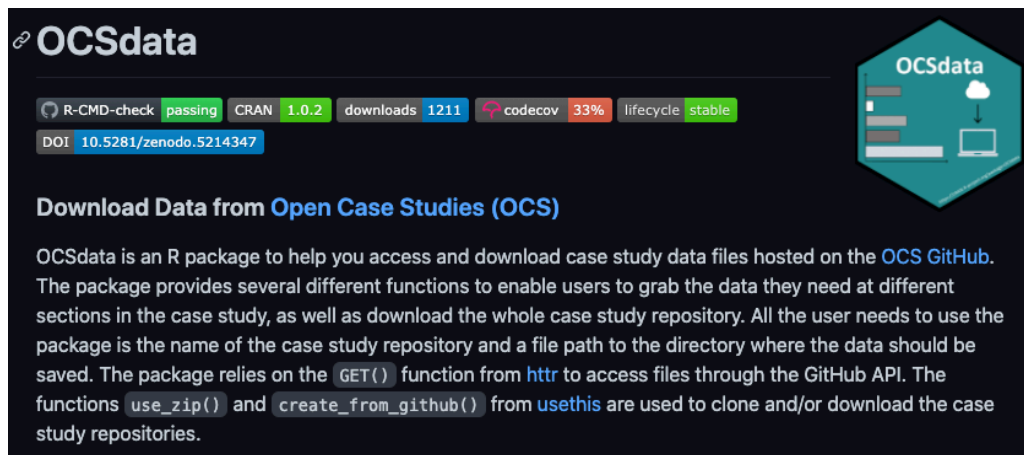 OCSdata
R-CMD-check passing CRAN 1.0.2 downloads 1211 codecov 33% lifecycle stable
DOI 10.5281/zenodo.5214347
OCSdata
Download Data from Open Case Studies (OCS)
OCSdata is an R package to help you access and download case study data files hosted on the OCS GitHub.
The package provides several different functions to enable users to grab the data they need at different
sections in the case study, as well as download the whole case study repository. All the user needs to use the
package is the name of the case study repository and a file path to the directory where the data should be
saved. The package relies on the GET() function from httr to access files through the GitHub API. The
functions use_zip() and create_from_github() from usethis are used to clone and/or download the case
study repositories.